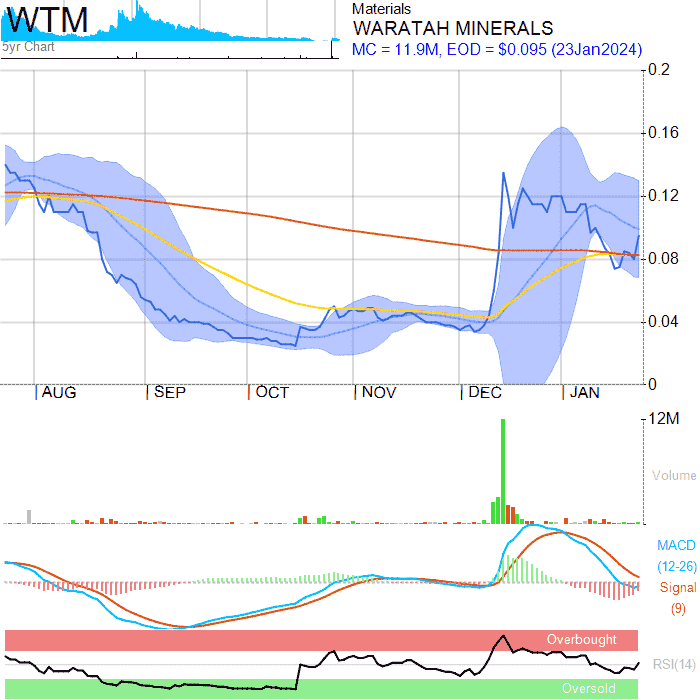 WTM
5yr Chart
Materials
WARATAH MINERALS
MC = 11.9M, EOD = $0.095 (23Jan2024)
0.2
0.16
0.12
0.08
0.04
0
AUG SEP OCT NOV DEC JAN
12M
Volume
MACD
(12-26)
Signal
(9)
Overbought
RSI(14)
Oversold